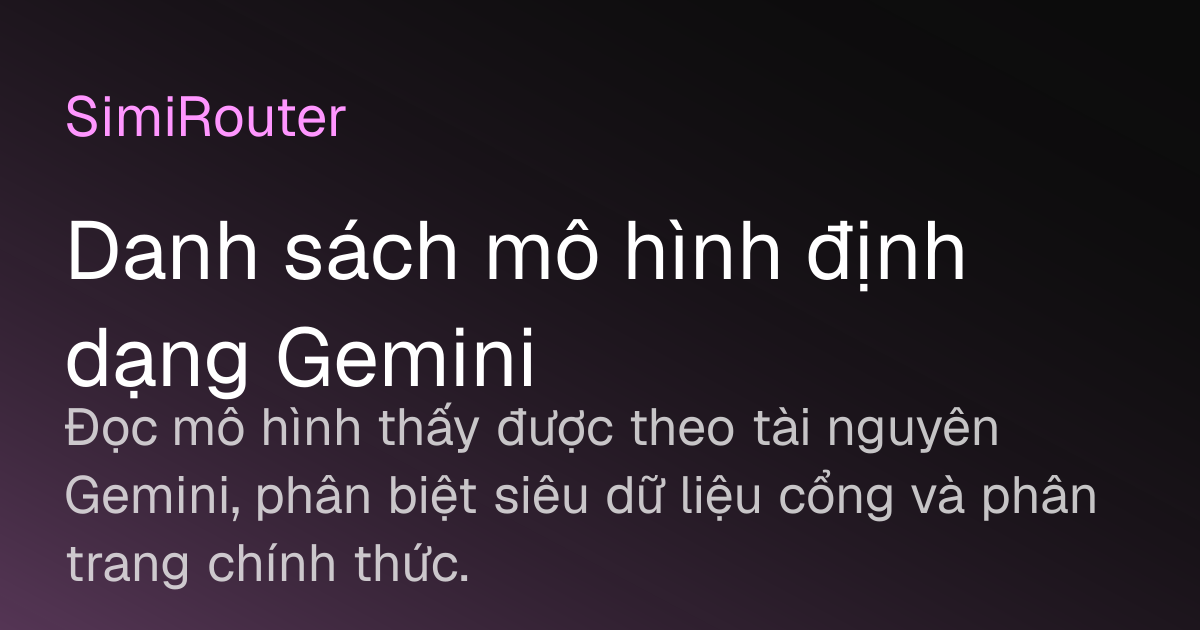 SimiRouter
Danh sách mô hình định
dạng Gemini
Đọc mô hình thấy được theo tài nguyên
Gemini, phân biệt siêu dữ liệu cổng và phân
trang chính thức.